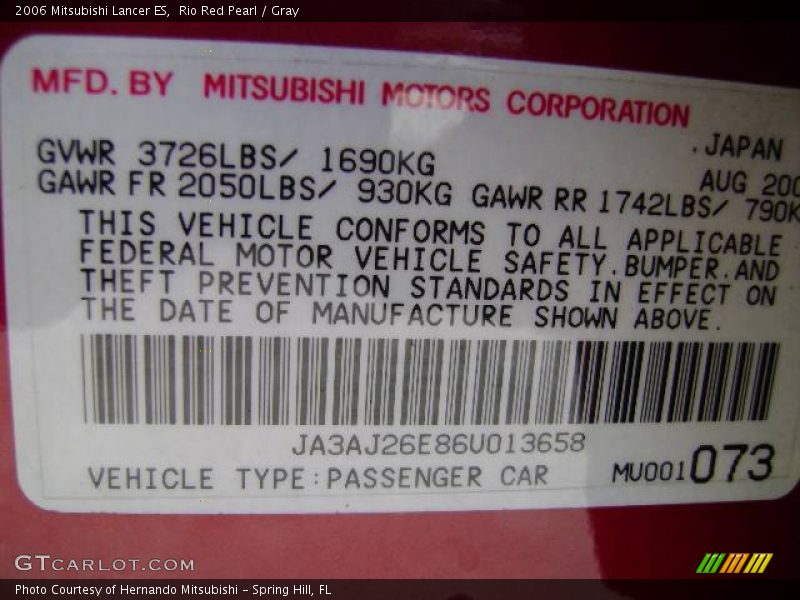 2006 Mitsubishi Lancer ES,  Rio Red Pearl / Gray
MFD. BY MITSUBISHI MOTORS CORPORATION
.JAPAN
GVWR 3726LBS/ 1690KG
AUG 200
GAWR FR 2050LBS/ 930KG GAWR RR 1742LBS/ 790K
THIS VEHICLE CONFORMS TO ALL APPLICABLE
FEDERAL MOTOR VEHICLE SAFETY.BUMPER.AND
THEFT PREVENTION STANDARDS IN EFFECT ON
THE DATE OF MANUFACTURE SHOWN ABOVE.
JA3AJ26E86U013658
VEHICLE TYPE:PASSENGER CAR
MU001073
GTCARLOT.COM
Photo Courtesy of Hernando Mitsubishi - Spring Hill, FL